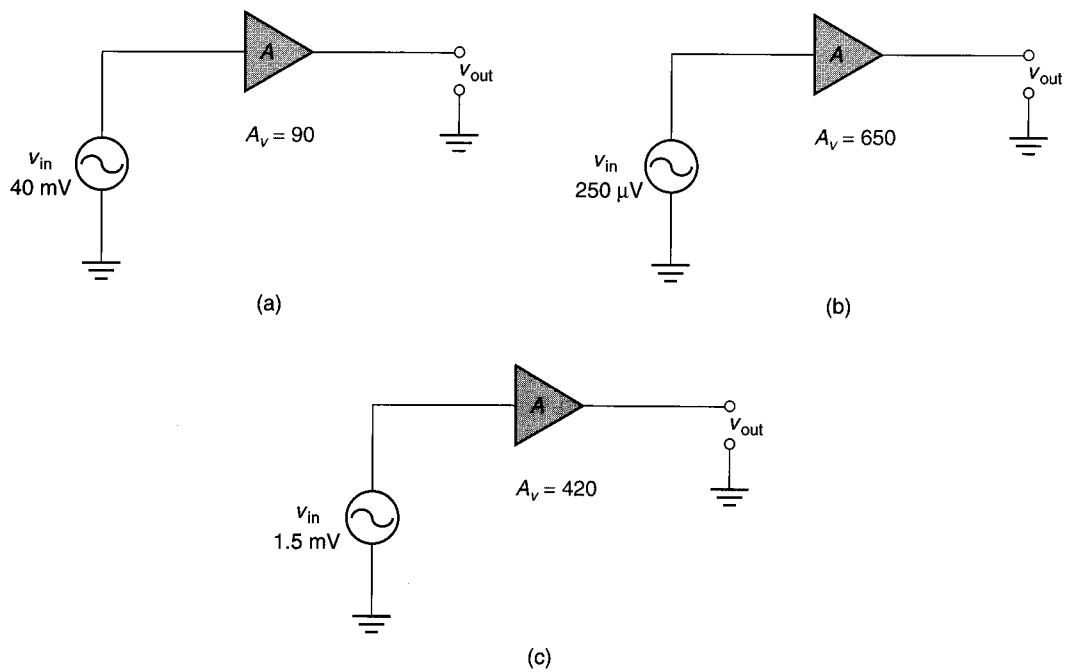 A
v_out
A_v = 90
v_in
40 mV
(a)
A
v_out
A_v = 650
v_in
250 μV
(b)
A
v_out
A_v = 420
v_in
1.5 mV
(c)